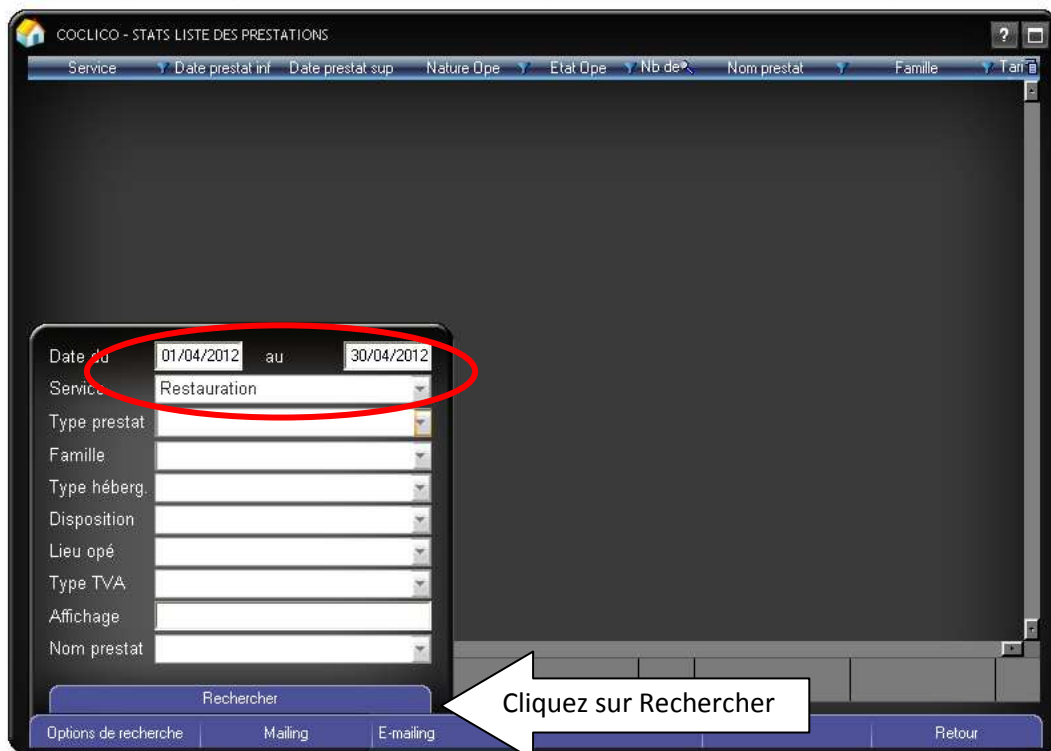 COCLICO - STATS LISTE DES PRESTATIONS ?
Service Date prestat inf Date prestat sup Nature Ope Etat Ope Nb de Nom prestat Famille Tari
Date du 01/04/2012 au 30/04/2012
Service Restauration
Type prestat
Famille
Type héberg.
Disposition
Lieu opé
Type TVA
Affichage
Nom prestat
Rechercher
Cliquez sur Rechercher
Options de recherche Mailing E-mailing Retour